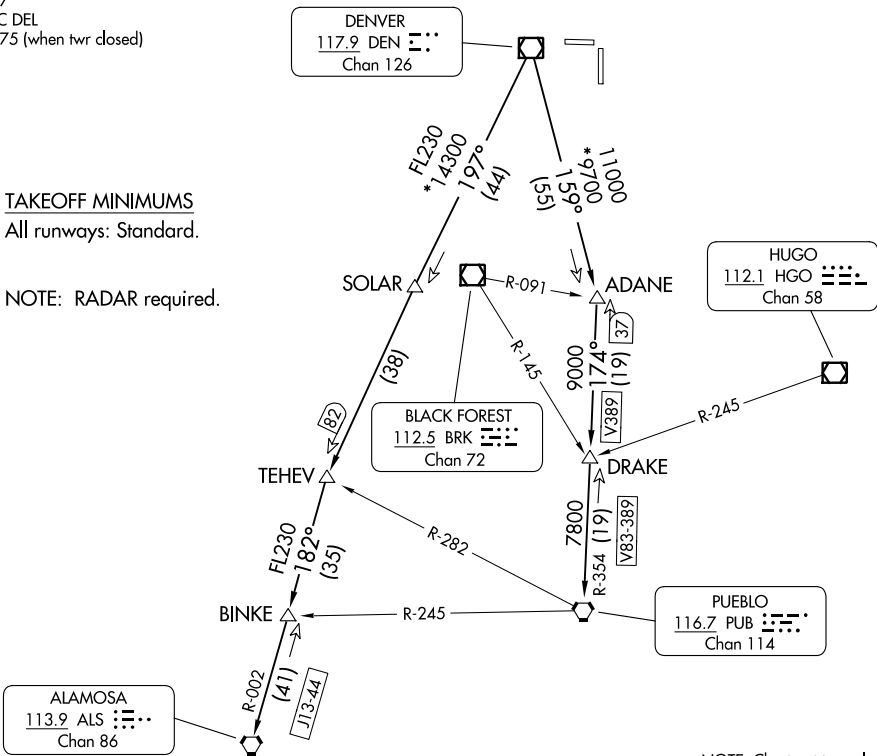 C DEL
75 (when twr closed)
DENVER
117.9 DEN
Chan 126
TAKEOFF MINIMUMS
All runways: Standard.
NOTE: RADAR required.
FL230
*14300
197°
(44)
11000
*9700
159°
(55)
SOLAR
R-091
ADANE
37
HUGO
112.1 HGO
Chan 58
(38)
R-145
9000
174°
(19)
V389
R-245
82
BLACK FOREST
112.5 BRK
Chan 72
TEHEV
DRAKE
R-282
7800
R-354
(19)
V83-389
FL230
182°
(35)
BINKE
R-245
PUEBLO
116.7 PUB
Chan 114
R-002
(41)
J13-44
ALAMOSA
113.9 ALS
Chan 86